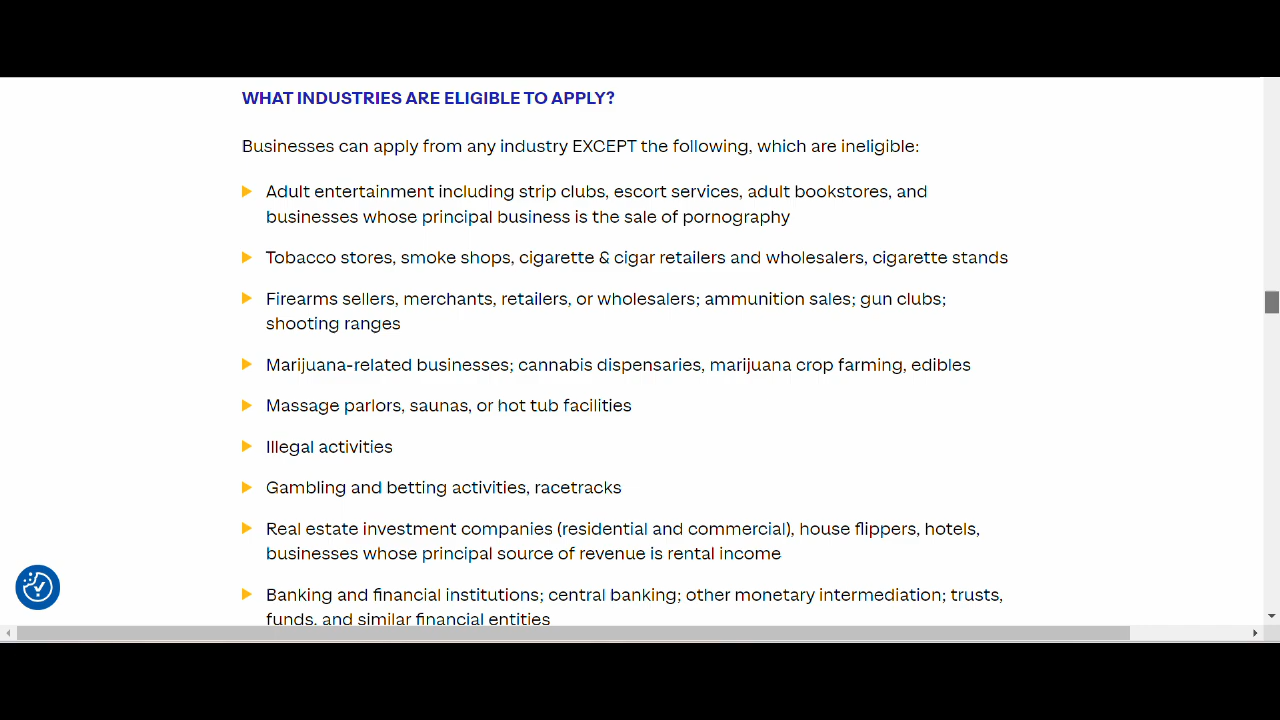 WHAT INDUSTRIES ARE ELIGIBLE TO APPLY?
Businesses can apply from any industry EXCEPT the following, which are ineligible:
Adult entertainment including strip clubs, escort services, adult bookstores, and
businesses whose principal business is the sale of pornography
Tobacco stores, smoke shops, cigarette & cigar retailers and wholesalers, cigarette stands
Firearms sellers, merchants, retailers, or wholesalers; ammunition sales; gun clubs;
shooting ranges
Marijuana-related businesses; cannabis dispensaries, marijuana crop farming, edibles
Massage parlors, saunas, or hot tub facilities
Illegal activities
Gambling and betting activities, racetracks
Real estate investment companies (residential and commercial), house flippers, hotels,
businesses whose principal source of revenue is rental income
Banking and financial institutions; central banking; other monetary intermediation; trusts,
funds, and similar financial entities